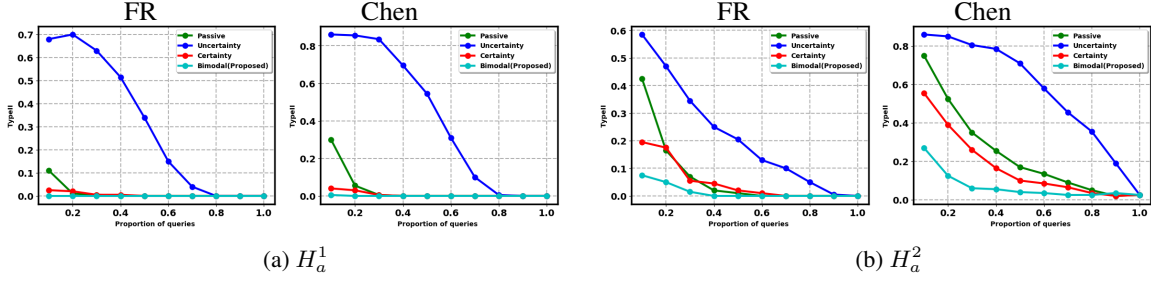 FR
Chen
FR
Chen
TypeII
0.7
0.6
0.5
0.4
0.3
0.2
0.1
0.0
0.2
0.4
0.6
0.8
1.0
Proportion of queries
Passive
Uncertainty
Certainty
Bimodal(Proposed)
TypeII
0.8
0.6
0.4
0.2
0.0
0.2
0.4
0.6
0.8
1.0
Proportion of queries
Passive
Uncertainty
Certainty
Bimodal(Proposed)
TypeII
0.6
0.5
0.4
0.3
0.2
0.1
0.0
0.2
0.4
0.6
0.8
1.0
Proportion of queries
Passive
Uncertainty
Certainty
Bimodal(Proposed)
TypeII
0.8
0.6
0.4
0.2
0.0
0.2
0.4
0.6
0.8
1.0
Proportion of queries
Passive
Uncertainty
Certainty
Bimodal(Proposed)
(a) H_a^1
(b) H_a^2